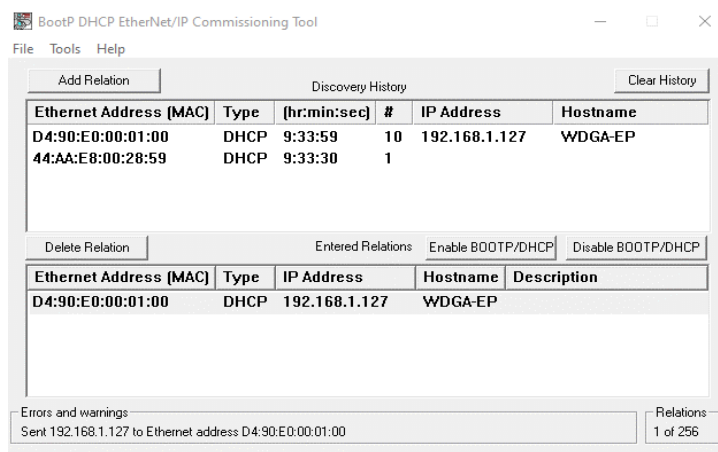 BootP DHCP EtherNet/IP Commissioning Tool
File Tools Help
Add Relation Discovery History Clear History
Ethernet Address (MAC) Type (hr:min:sec) # IP Address Hostname
D4:90:E0:00:01:00 DHCP 9:33:59 10 192.168.1.127 WDGA-EP
44:AA:E8:00:28:59 DHCP 9:33:30 1
Delete Relation Entered Relations Enable BOOTP/DHCP Disable BOOTP/DHCP
Ethernet Address (MAC) Type IP Address Hostname Description
D4:90:E0:00:01:00 DHCP 192.168.1.127 WDGA-EP
Errors and warnings Relations
Sent 192.168.1.127 to Ethernet address D4:90:E0:00:01:00 1 of 256